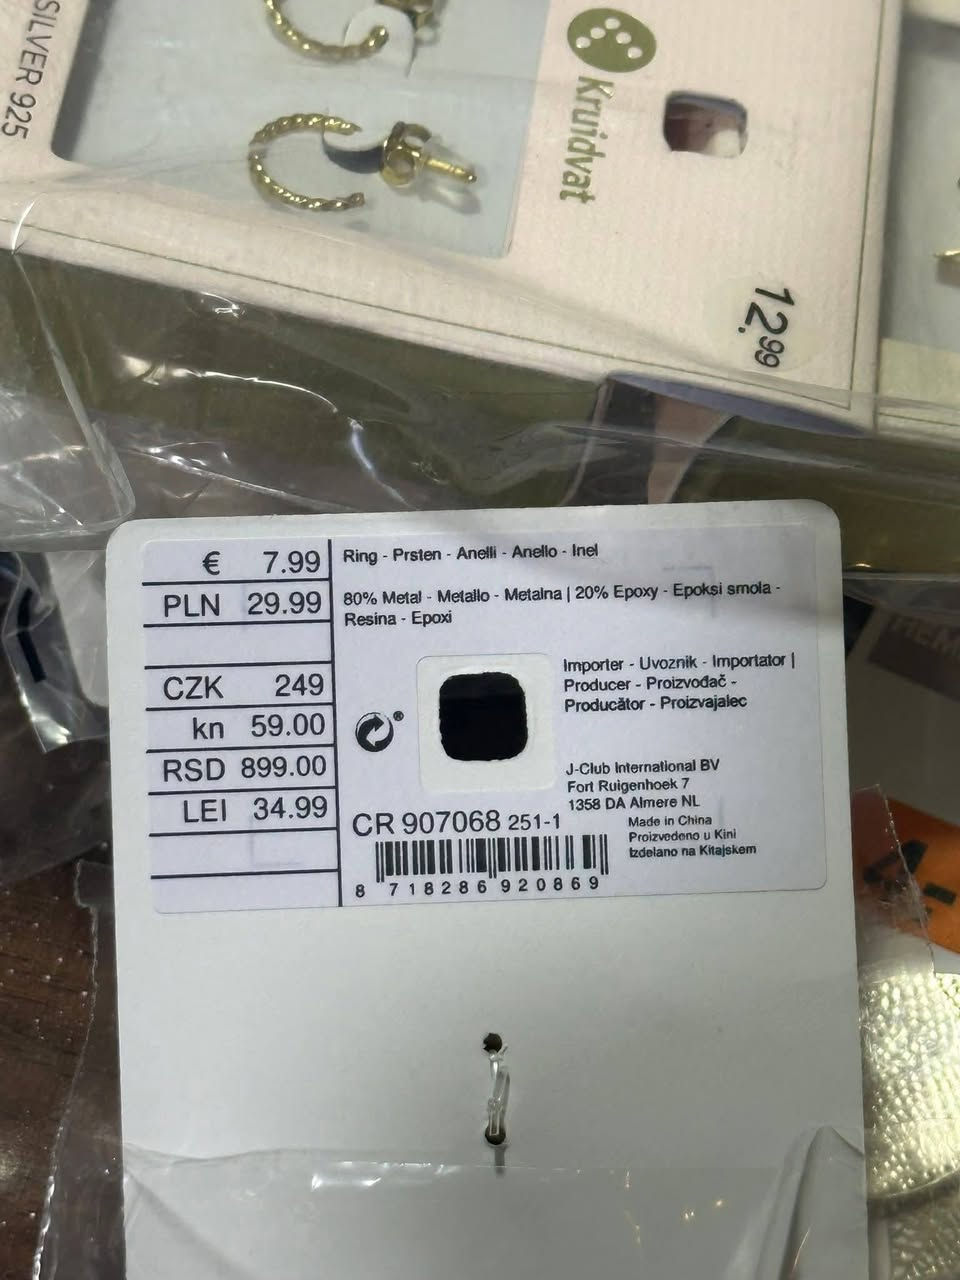 SILVER 925
Kruidvat
12.99
€ 7.99
PLN 29.99
CZK 249
kn 59.00
RSD 899.00
LEI 34.99
Ring - Prsten - Anelli - Anello - Inel
80% Metal - Metallo - Metalna | 20% Epoxy - Epoksi smola -
Resina - Epoxi
Importer - Uvoznik - Importator |
Producer - Proizvođač -
Producător - Proizvajalec
®
J-Club International BV
Fort Ruigenhoek 7
1358 DA Almere NL
Made in China
Proizvedeno u Kini
Izdelano na Kitajskem
CR 907068 251-1
8 718286 920869